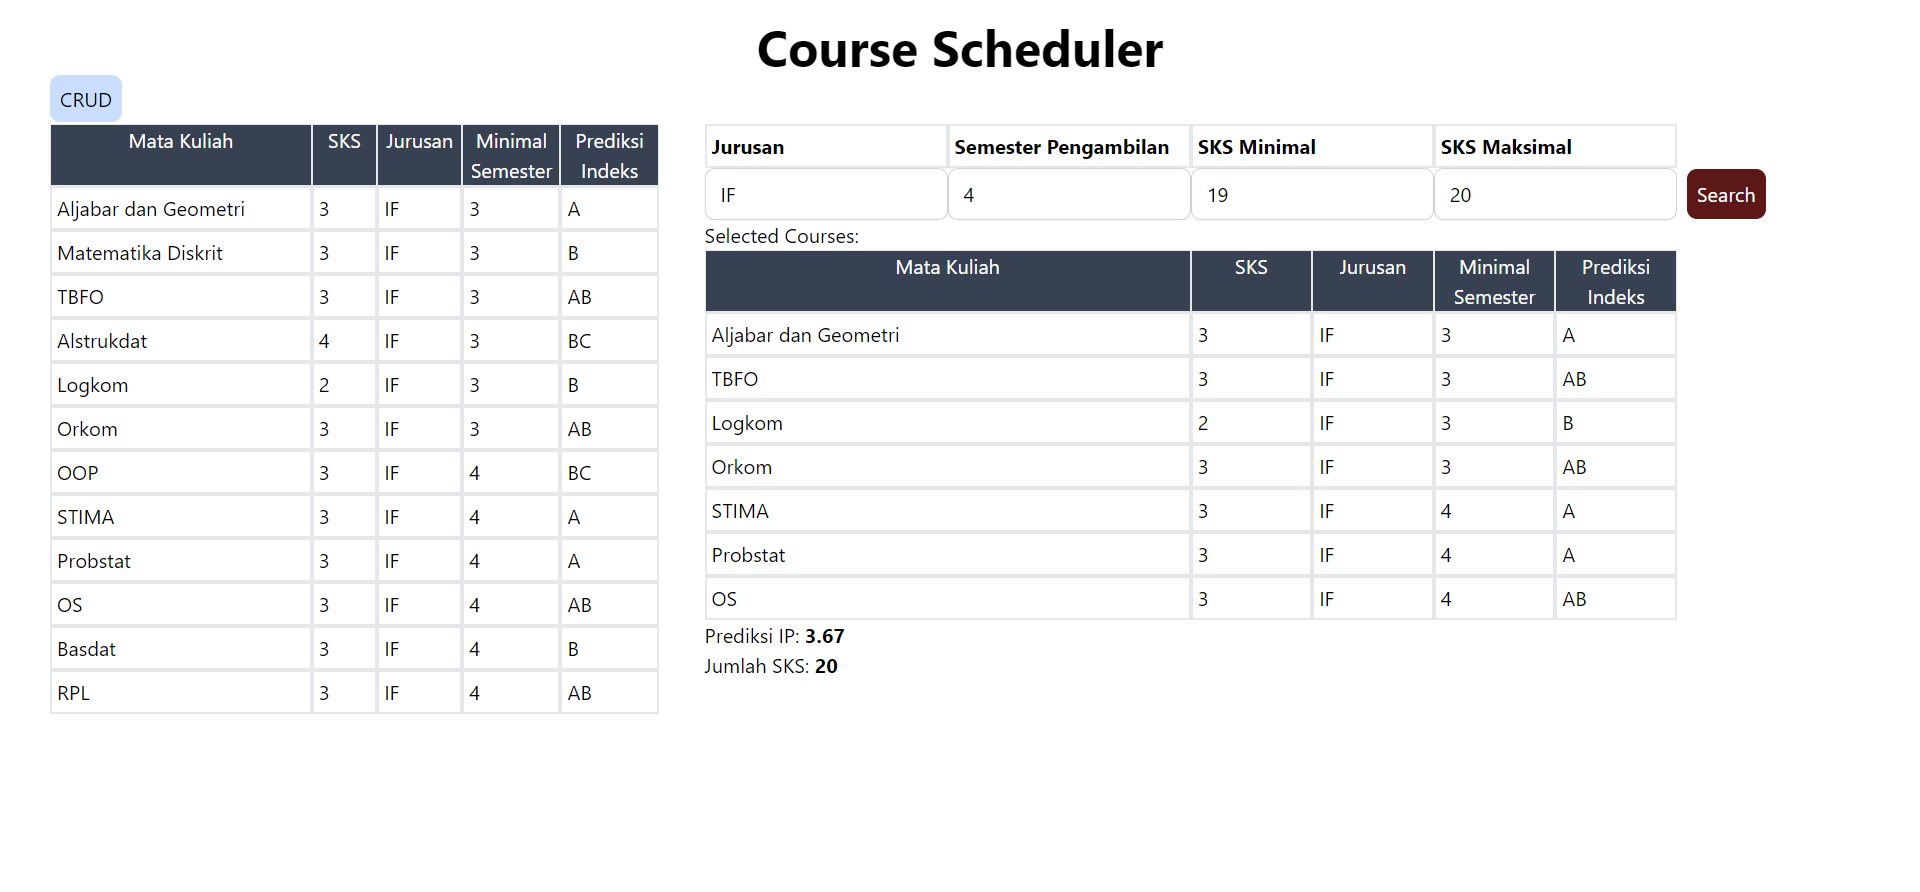 Course Scheduler
CRUD
Mata Kuliah SKS Jurusan Minimal Semester Prediksi Indeks
Aljabar dan Geometri 3 IF 3 A
Matematika Diskrit 3 IF 3 B
TBFO 3 IF 3 AB
Alstrukdat 4 IF 3 BC
Logkom 2 IF 3 B
Orkom 3 IF 3 AB
OOP 3 IF 4 BC
STIMA 3 IF 4 A
Probstat 3 IF 4 A
OS 3 IF 4 AB
Basdat 3 IF 4 B
RPL 3 IF 4 AB
Jurusan Semester Pengambilan SKS Minimal SKS Maksimal
IF 4 19 20 Search
Selected Courses:
Mata Kuliah SKS Jurusan Minimal Semester Prediksi Indeks
Aljabar dan Geometri 3 IF 3 A
TBFO 3 IF 3 AB
Logkom 2 IF 3 B
Orkom 3 IF 3 AB
STIMA 3 IF 4 A
Probstat 3 IF 4 A
OS 3 IF 4 AB
Prediksi IP: 3.67
Jumlah SKS: 20